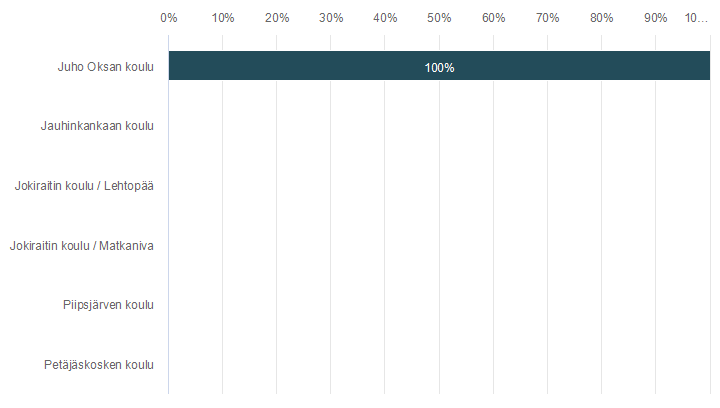 0% 10% 20% 30% 40% 50% 60% 70% 80% 90% 10...
Juho Oksan koulu 100%
Jauhinkankaan koulu
Jokiraitin koulu / Lehtopää
Jokiraitin koulu / Matkaniva
Piipsjärven koulu
Petäjäskosken koulu